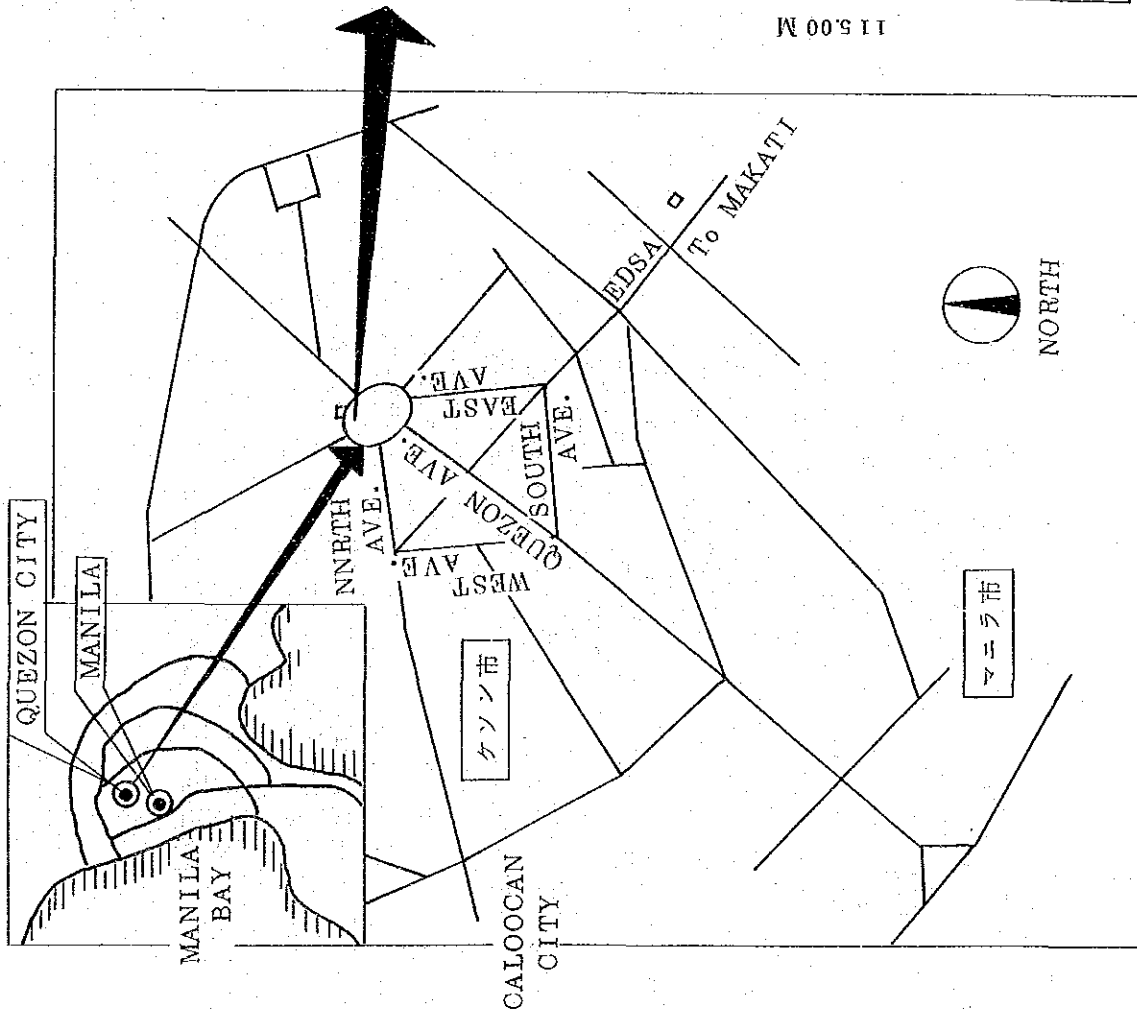 QUEZON CITY
MANILA
MANILA
BAY
CALOOCAN
CITY
NNRTH
AVE.
WEST
AVE.
QUEZON AVE.
EAST
AVE.
SOUTH
AVE.
EDSA
To MAKATI
ケソン市
マニラ市
NORTH
115.00 M